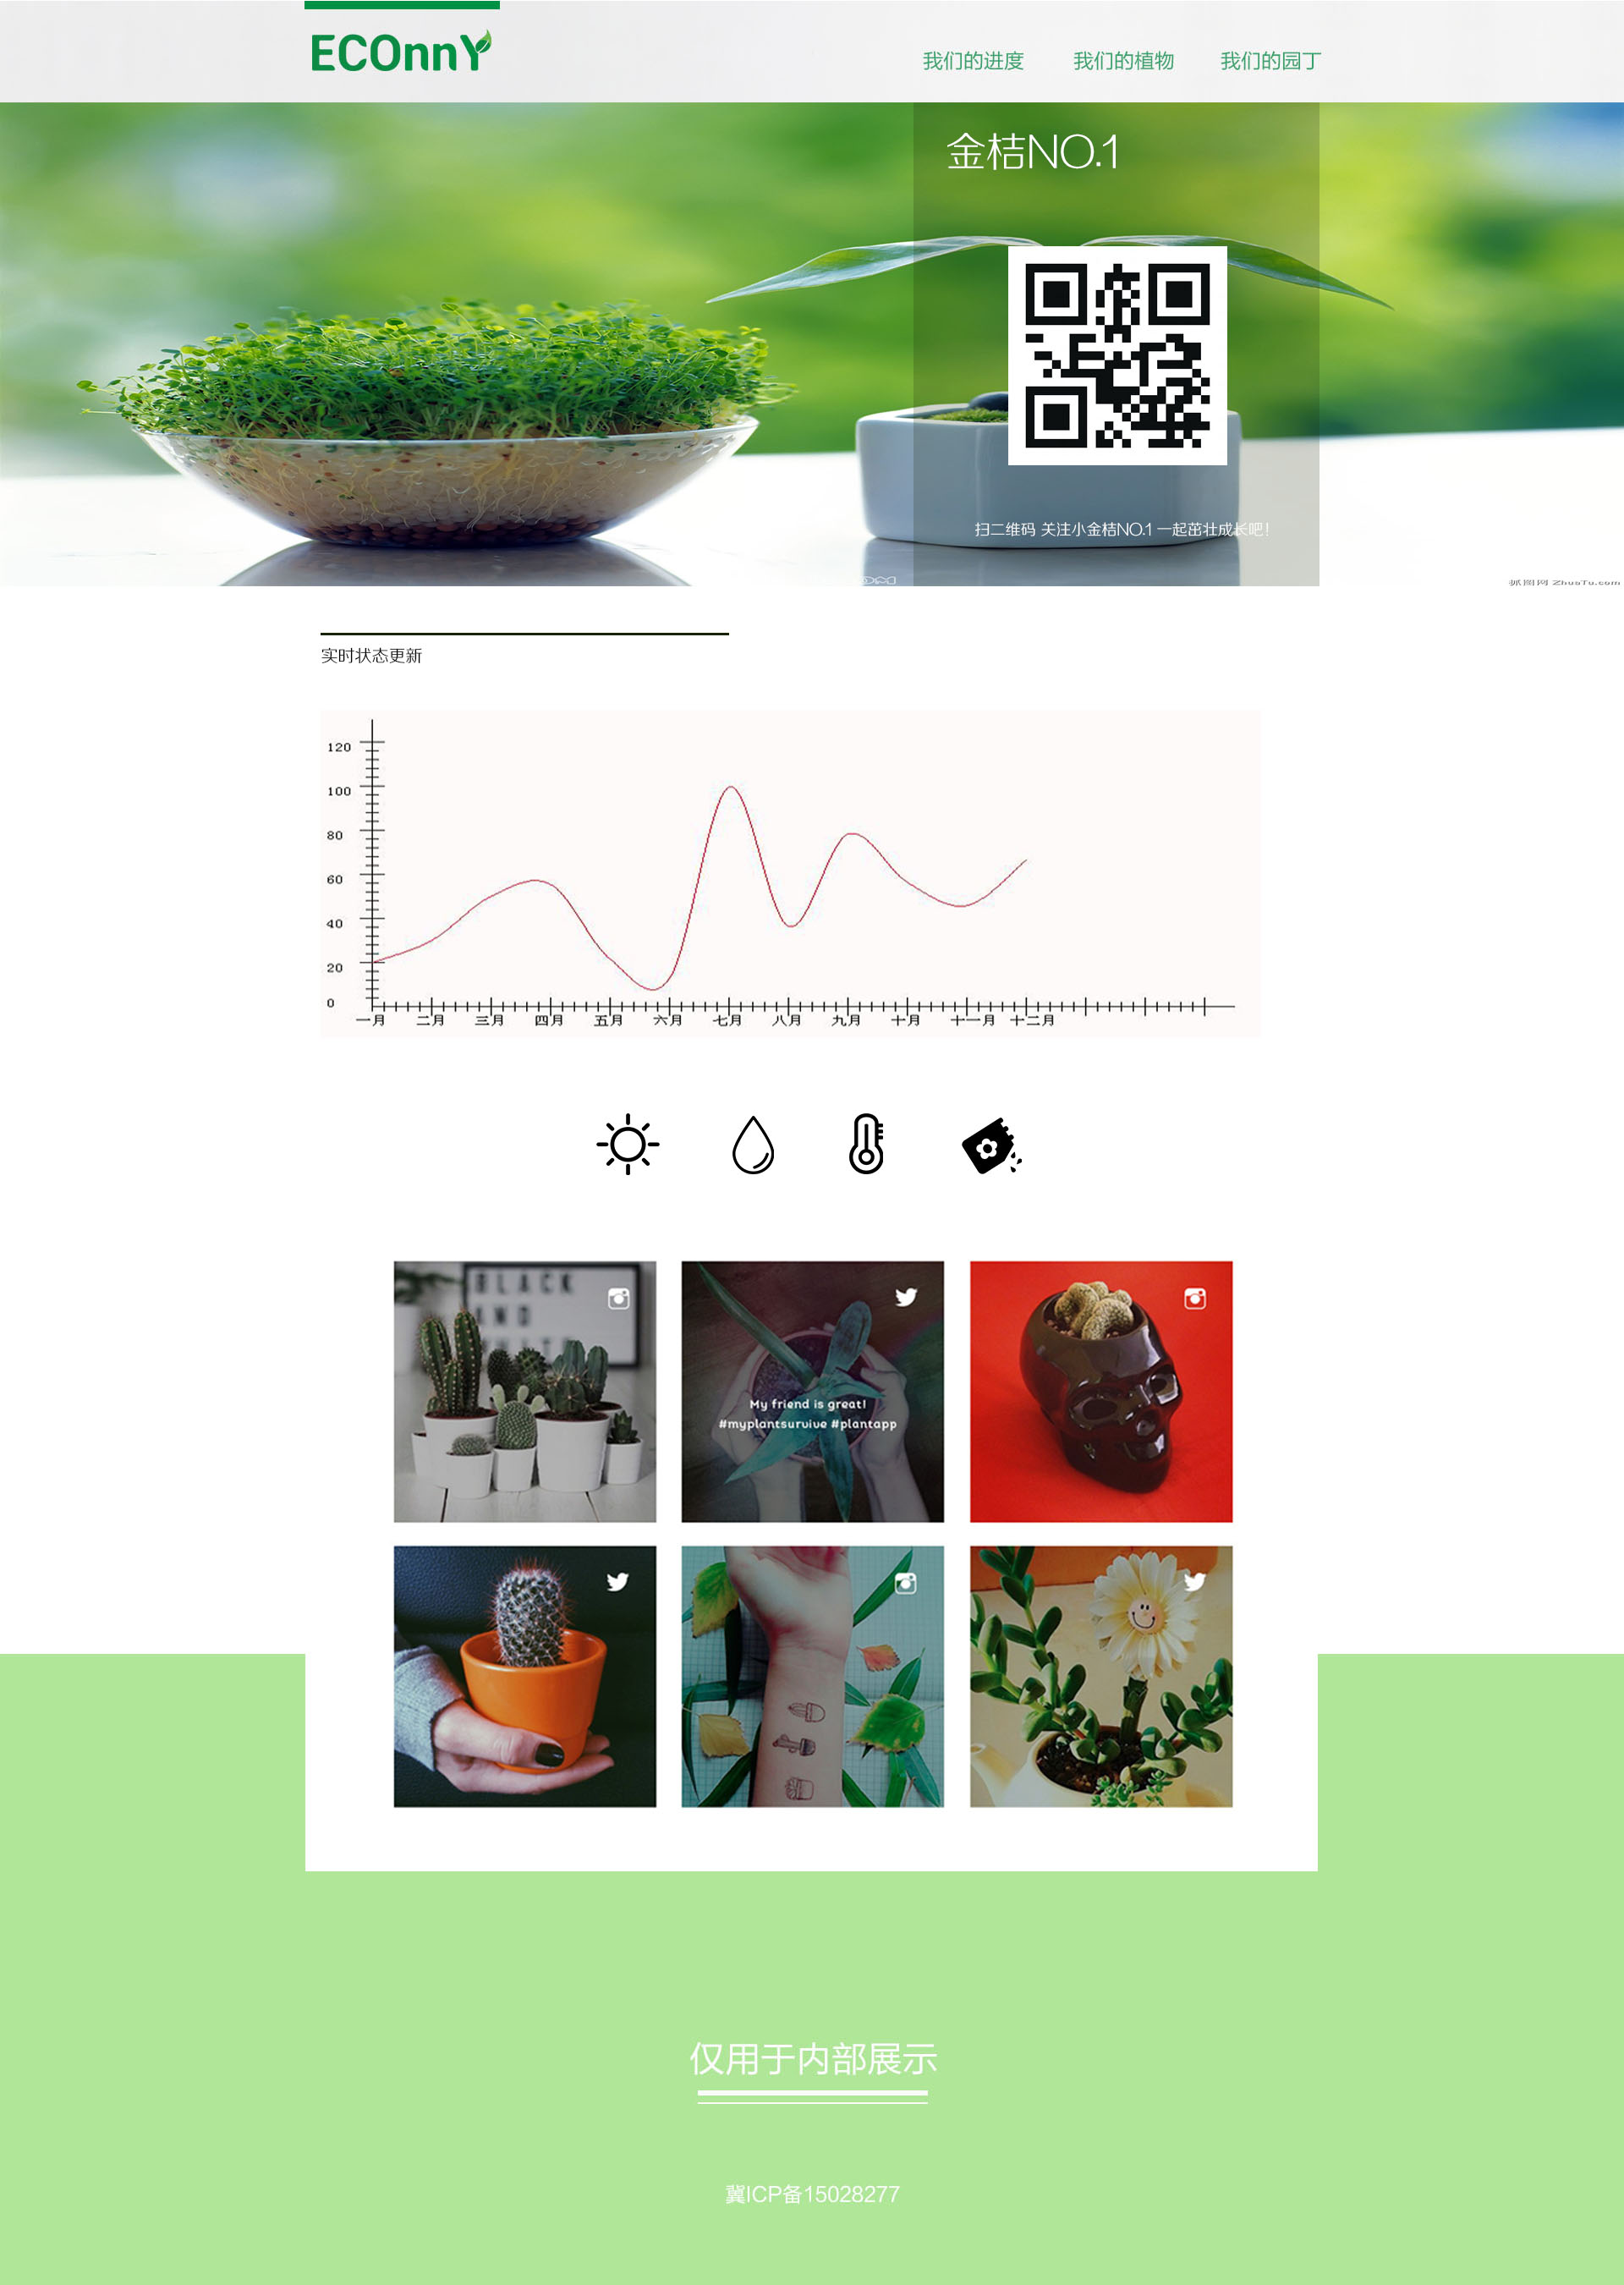 ECOnnY
我们的进度 我们的植物 我们的园丁
金桔NO.1
扫二维码 关注小金桔NO.1 一起茁壮成长吧！
ZhuoTu.com
实时状态更新
120
100
80
60
40
20
0
一月 二月 三月 四月 五月 六月 七月 八月 九月 十月 十一月 十二月
BLACK
AND
My friend is great!
#myplantsurvive #plantapp
仅用于内部展示
冀ICP备15028277